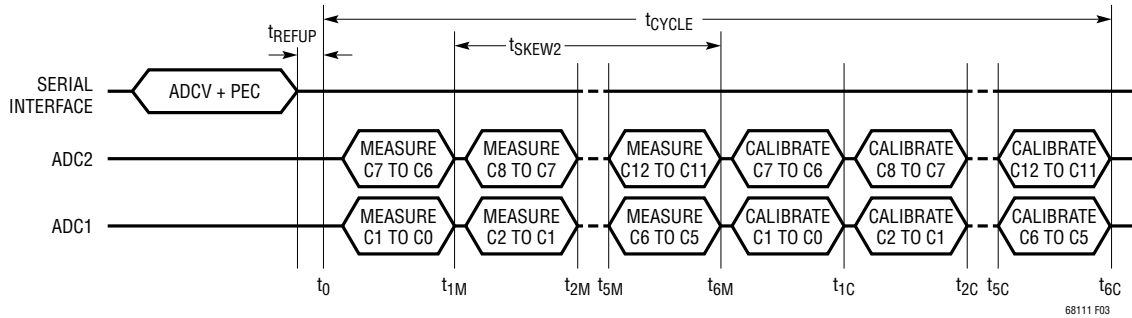 tCYCLE
tREFUP
tSKEW2
SERIAL
INTERFACE
ADCV + PEC
ADC2
MEASURE
C7 TO C6
MEASURE
C8 TO C7
MEASURE
C12 TO C11
CALIBRATE
C7 TO C6
CALIBRATE
C8 TO C7
CALIBRATE
C12 TO C11
ADC1
MEASURE
C1 TO C0
MEASURE
C2 TO C1
MEASURE
C6 TO C5
CALIBRATE
C1 TO C0
CALIBRATE
C2 TO C1
CALIBRATE
C6 TO C5
t0 t1M t2M t5M t6M t1C t2C t5C t6C
68111 F03